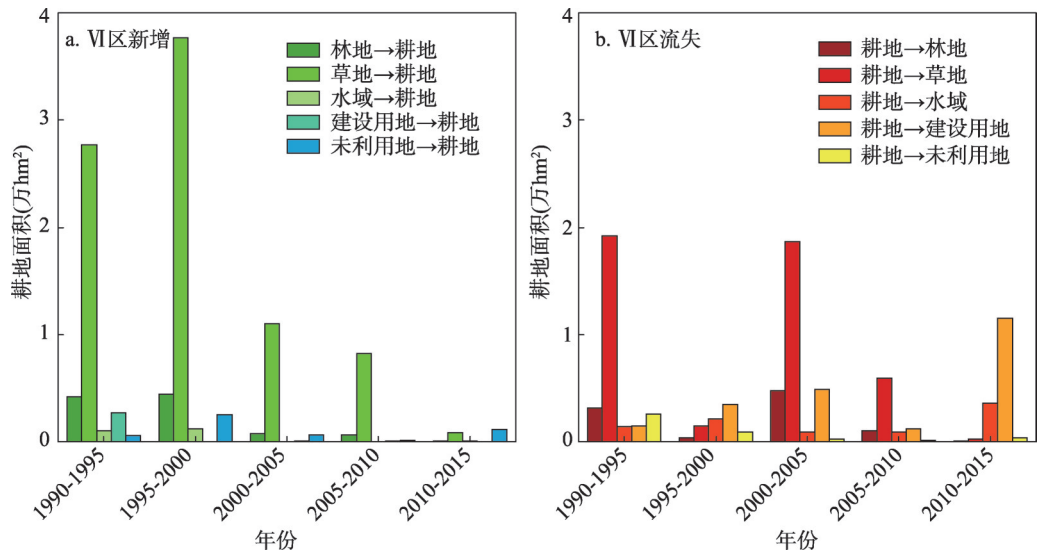 a. Ⅵ区新增
林地→耕地
草地→耕地
水域→耕地
建设用地→耕地
未利用地→耕地
耕地面积(万hm²)
4
3
2
1
0
1990-1995
1995-2000
2000-2005
2005-2010
2010-2015
年份
b. Ⅵ区流失
耕地→林地
耕地→草地
耕地→水域
耕地→建设用地
耕地→未利用地
耕地面积(万hm²)
4
3
2
1
0
1990-1995
1995-2000
2000-2005
2005-2010
2010-2015
年份